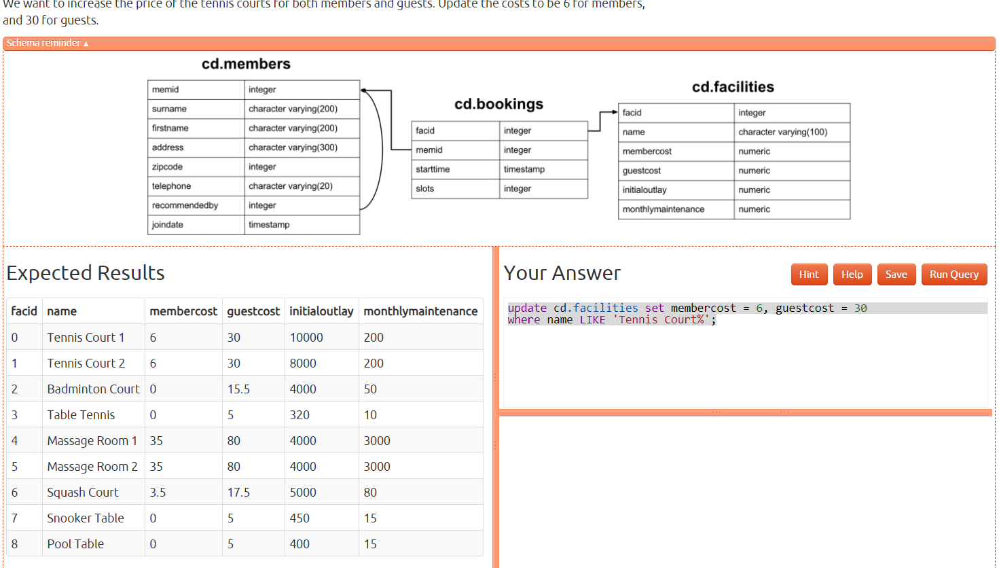 We want to increase the price of the tennis courts for both members and guests. Update the costs to be 6 for members,
and 30 for guests.
Schema reminder ▲
cd.members
memid integer
surname character varying(200)
firstname character varying(200)
address character varying(300)
zipcode integer
telephone character varying(20)
recommendedby integer
joindate timestamp
cd.bookings
facid integer
memid integer
starttime timestamp
slots integer
cd.facilities
facid integer
name character varying(100)
membercost numeric
guestcost numeric
initialoutlay numeric
monthlymaintenance numeric
Expected Results
facid name membercost guestcost initialoutlay monthlymaintenance
0 Tennis Court 1 6 30 10000 200
1 Tennis Court 2 6 30 8000 200
2 Badminton Court 0 15.5 4000 50
3 Table Tennis 0 5 320 10
4 Massage Room 1 35 80 4000 3000
5 Massage Room 2 35 80 4000 3000
6 Squash Court 3.5 17.5 5000 80
7 Snooker Table 0 5 450 15
8 Pool Table 0 5 400 15
Your Answer
Hint Help Save Run Query
update cd.facilities set membercost = 6, guestcost = 30
where name LIKE 'Tennis Court%';